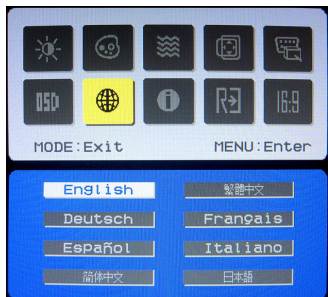 OSD
16:9
MODE:Exit MENU:Enter
English 繁體中文
Deutsch Français
Español Italiano
简体中文 日本語